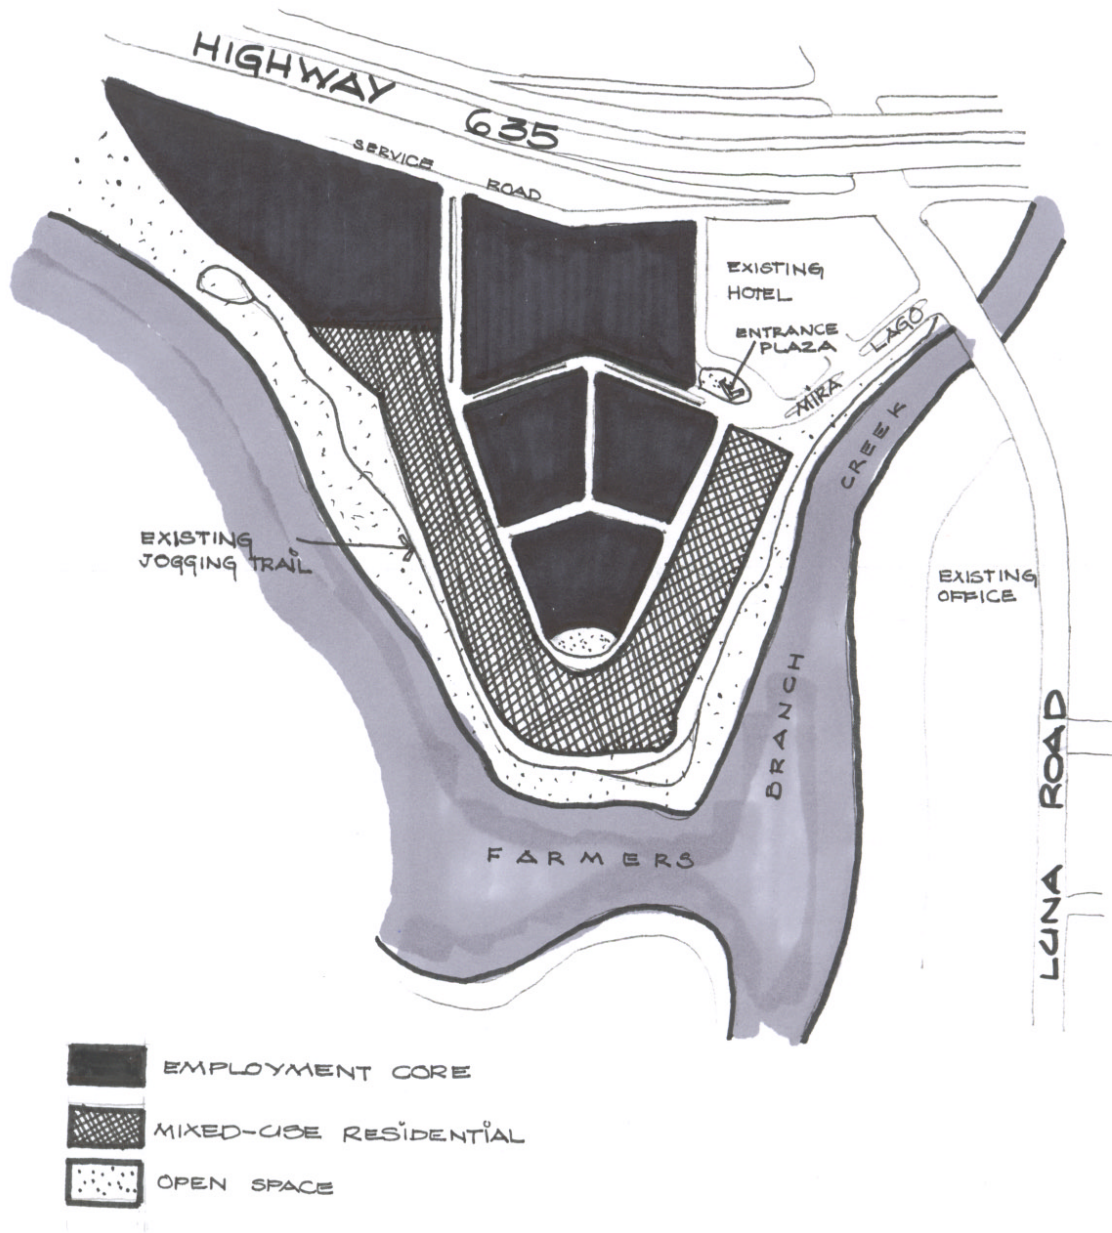 HIGHWAY 635
SERVICE ROAD
EXISTING
HOTEL
ENTRANCE
PLAZA
MIRA LAGO
CREEK
EXISTING
JOGGING TRAIL
EXISTING
OFFICE
BRANCH
FARMERS
LUNA ROAD
EMPLOYMENT CORE
MIXED-USE RESIDENTIAL
OPEN SPACE